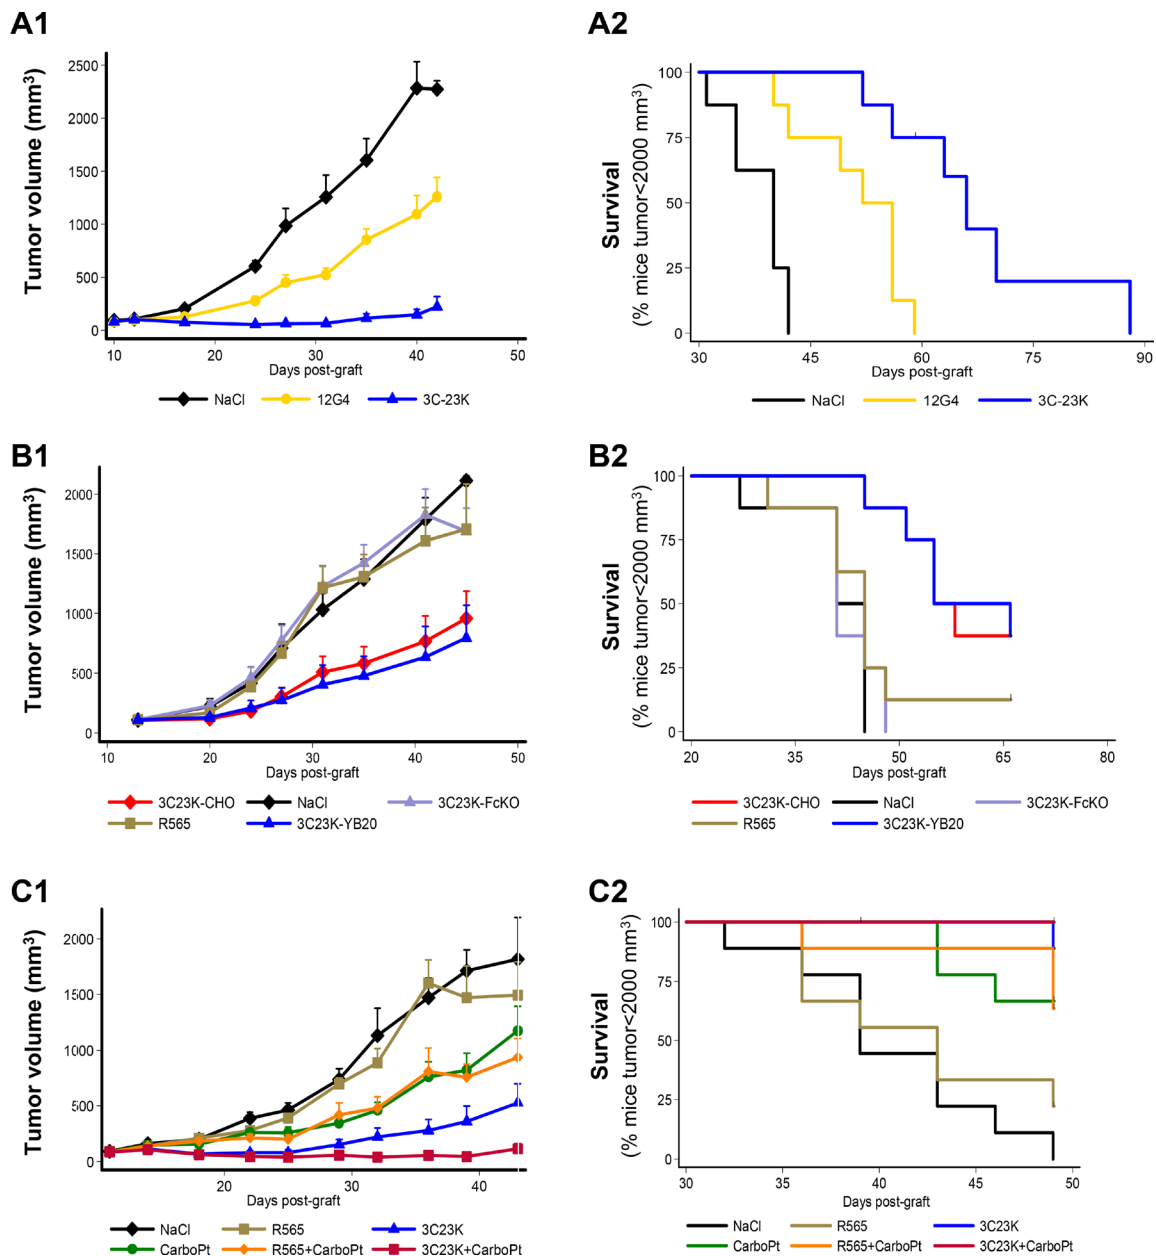 A1
A2
Tumor volume (mm³)
2500
2000
1500
1000
500
0
10
20
30
40
50
Days post-graft
NaCl
12G4
3C-23K
Survival
(% mice tumor<2000 mm³)
100
75
50
25
0
30
45
60
75
90
Days post-graft
NaCl
12G4
3C-23K
B1
B2
Tumor volume (mm³)
2000
1500
1000
500
0
10
20
30
40
50
Days post-graft
3C23K-CHO
NaCl
3C23K-FcKO
R565
3C23K-YB20
Survival
(% mice tumor<2000 mm³)
100
75
50
25
0
20
35
50
65
80
Days post-graft
3C23K-CHO
NaCl
3C23K-FcKO
R565
3C23K-YB20
C1
C2
Tumor volume (mm³)
2000
1500
1000
500
0
20
30
40
Days post-graft
NaCl
R565
3C23K
CarboPt
R565+CarboPt
3C23K+CarboPt
Survival
(% mice tumor<2000 mm³)
100
75
50
25
0
30
40
45
50
Days post-graft
NaCl
R565
3C23K
CarboPt
R565+CarboPt
3C23K+CarboPt